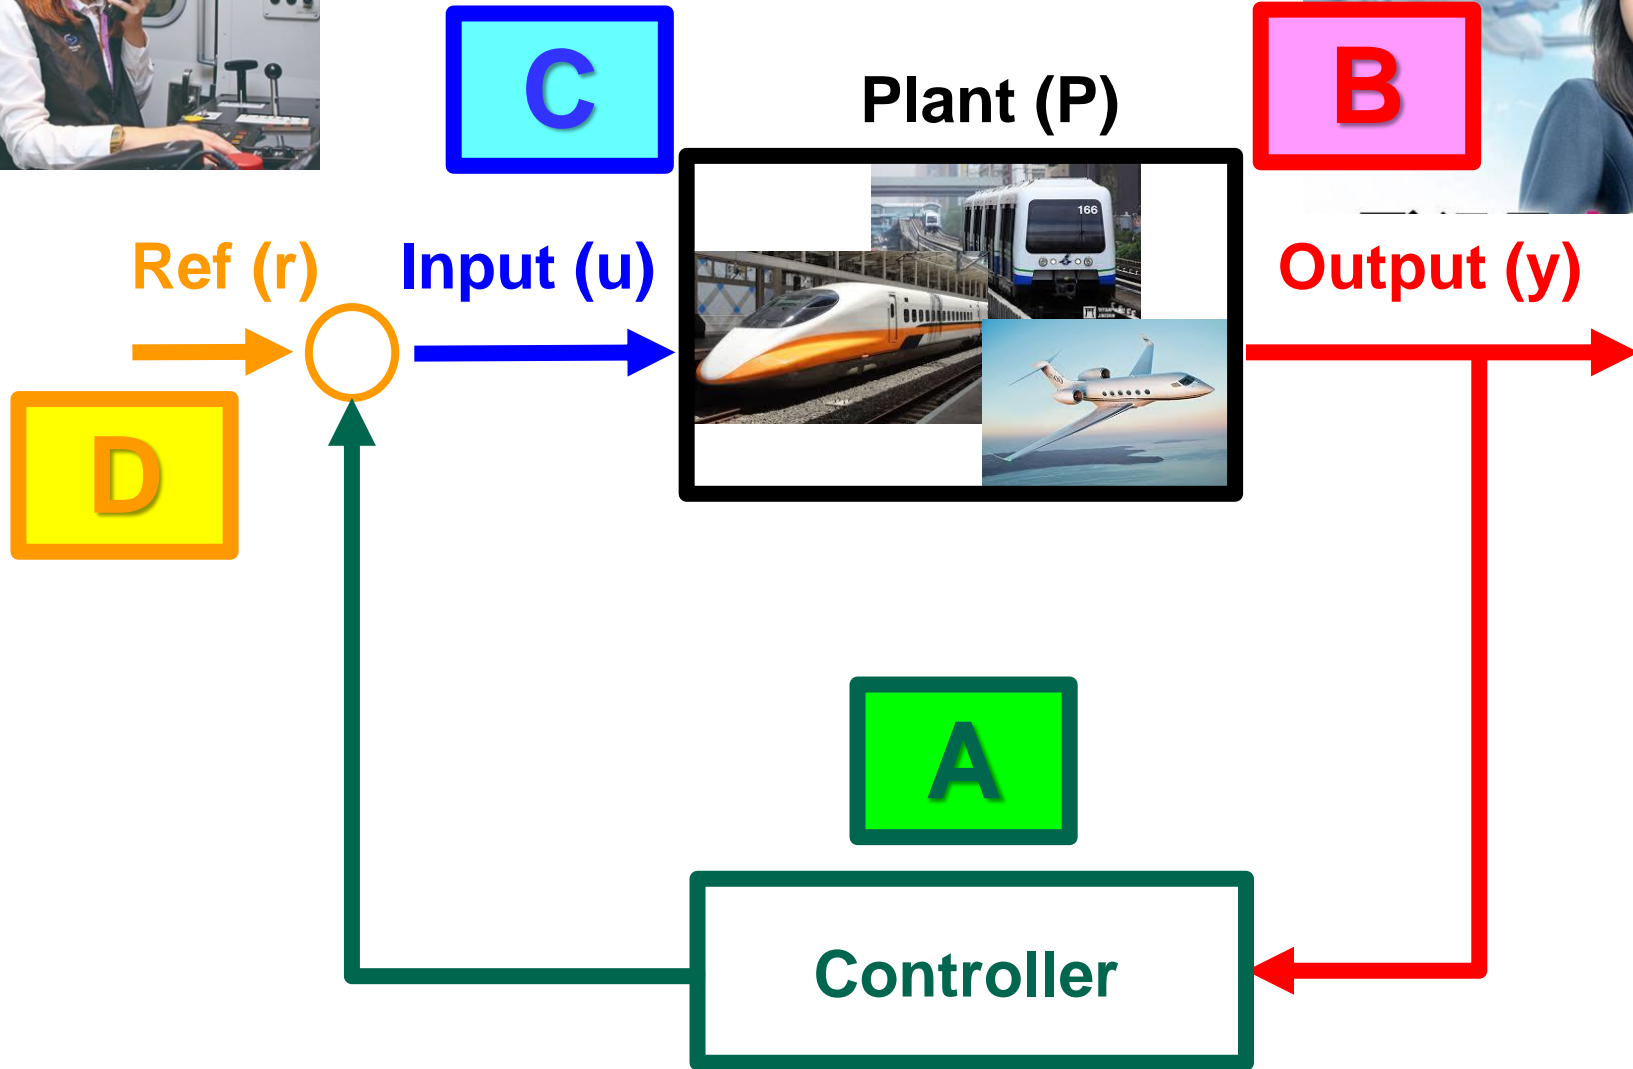 C
B
Plant (P)
166
Ref (r)
Input (u)
Output (y)
D
A
Controller